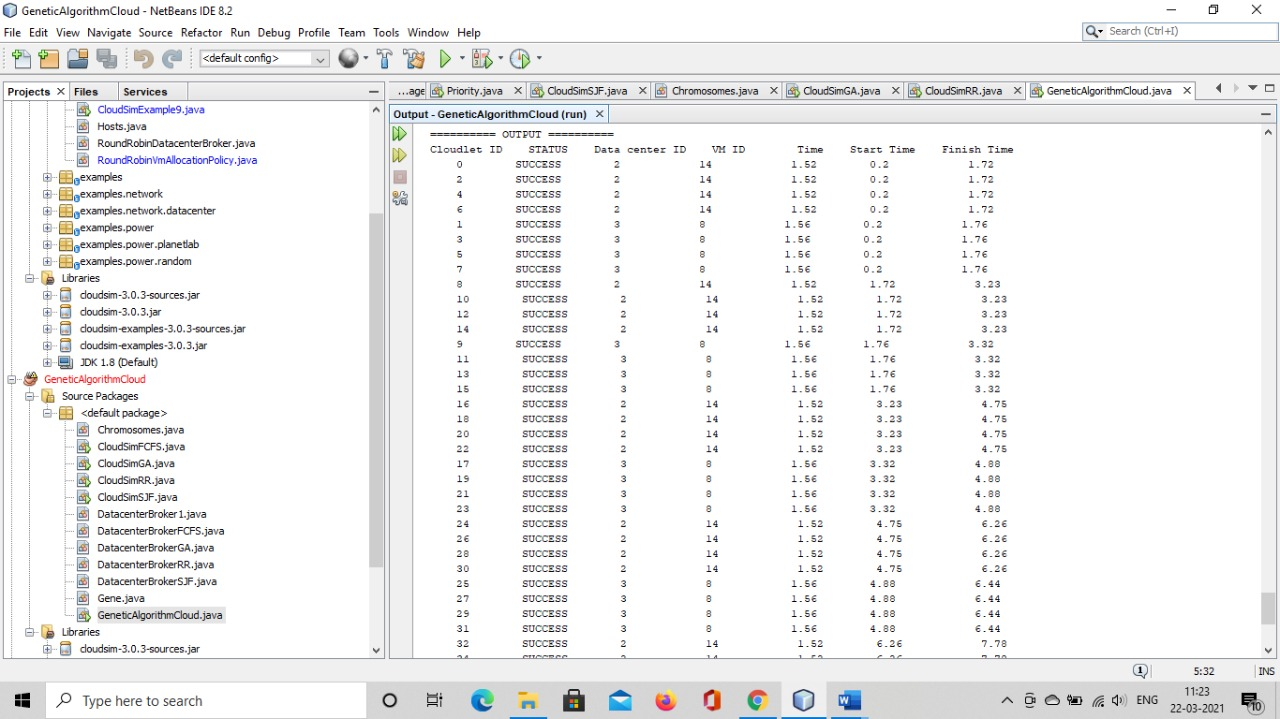 GeneticAlgorithmCloud - NetBeans IDE 8.2
File Edit View Navigate Source Refactor Run Debug Profile Team Tools Window Help
Search (Ctrl+I)
<default config>
Projects Files Services
CloudSimExample9.java
Hosts.java
RoundRobinDatacenterBroker.java
RoundRobinVmAllocationPolicy.java
examples
examples.network
examples.network.datacenter
examples.power
examples.power.planetlab
examples.power.random
Libraries
cloudsim-3.0.3-sources.jar
cloudsim-3.0.3.jar
cloudsim-examples-3.0.3-sources.jar
cloudsim-examples-3.0.3.jar
JDK 1.8 (Default)
GeneticAlgorithmCloud
Source Packages
<default package>
Chromosomes.java
CloudSimFCFS.java
CloudSimGA.java
CloudSimRR.java
CloudSimSJF.java
DatacenterBroker1.java
DatacenterBrokerFCFS.java
DatacenterBrokerGA.java
DatacenterBrokerRR.java
DatacenterBrokerSJF.java
Gene.java
GeneticAlgorithmCloud.java
Libraries
cloudsim-3.0.3-sources.jar
...age Priority.java CloudSimSJF.java Chromosomes.java CloudSimGA.java CloudSimRR.java GeneticAlgorithmCloud.java
Output - GeneticAlgorithmCloud (run)
========== OUTPUT ==========
Cloudlet ID STATUS Data center ID VM ID Time Start Time Finish Time
0 SUCCESS 2 14 1.52 0.2 1.72
2 SUCCESS 2 14 1.52 0.2 1.72
4 SUCCESS 2 14 1.52 0.2 1.72
6 SUCCESS 2 14 1.52 0.2 1.72
1 SUCCESS 3 8 1.56 0.2 1.76
3 SUCCESS 3 8 1.56 0.2 1.76
5 SUCCESS 3 8 1.56 0.2 1.76
7 SUCCESS 3 8 1.56 0.2 1.76
8 SUCCESS 2 14 1.52 1.72 3.23
10 SUCCESS 2 14 1.52 1.72 3.23
12 SUCCESS 2 14 1.52 1.72 3.23
14 SUCCESS 2 14 1.52 1.72 3.23
9 SUCCESS 3 8 1.56 1.76 3.32
11 SUCCESS 3 8 1.56 1.76 3.32
13 SUCCESS 3 8 1.56 1.76 3.32
15 SUCCESS 3 8 1.56 1.76 3.32
16 SUCCESS 2 14 1.52 3.23 4.75
18 SUCCESS 2 14 1.52 3.23 4.75
20 SUCCESS 2 14 1.52 3.23 4.75
22 SUCCESS 2 14 1.52 3.23 4.75
17 SUCCESS 3 8 1.56 3.32 4.88
19 SUCCESS 3 8 1.56 3.32 4.88
21 SUCCESS 3 8 1.56 3.32 4.88
23 SUCCESS 3 8 1.56 3.32 4.88
24 SUCCESS 2 14 1.52 4.75 6.26
26 SUCCESS 2 14 1.52 4.75 6.26
28 SUCCESS 2 14 1.52 4.75 6.26
30 SUCCESS 2 14 1.52 4.75 6.26
25 SUCCESS 3 8 1.56 4.88 6.44
27 SUCCESS 3 8 1.56 4.88 6.44
29 SUCCESS 3 8 1.56 4.88 6.44
31 SUCCESS 3 8 1.56 4.88 6.44
32 SUCCESS 2 14 1.52 6.26 7.78
5:32 INS
Type here to search
ENG
11:23
22-03-2021
10